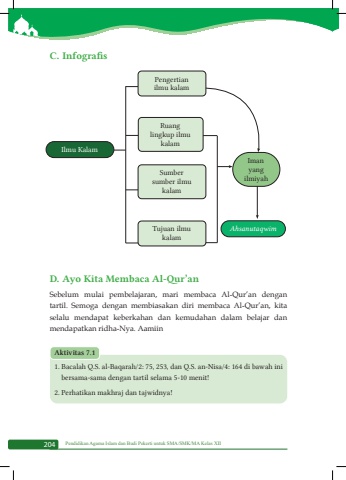 C. Infografis
Pengertian
ilmu kalam
Ruang
lingkup ilmu
kalam
Ilmu Kalam
Iman
yang
ilmiyah
Sumber
sumber ilmu
kalam
Tujuan ilmu
kalam
Ahsanutaqwim
D. Ayo Kita Membaca Al-Qur’an
Sebelum mulai pembelajaran, mari membaca Al-Qur’an dengan
tartil. Semoga dengan membiasakan diri membaca Al-Qur’an, kita
selalu mendapat keberkahan dan kemudahan dalam belajar dan
mendapatkan ridha-Nya. Aamiin
Aktivitas 7.1
1. Bacalah Q.S. al-Baqarah/2: 75, 253, dan Q.S. an-Nisa/4: 164 di bawah ini
bersama-sama dengan tartil selama 5-10 menit!
2. Perhatikan makhraj dan tajwidnya!
204 Pendidikan Agama Islam dan Budi Pekerti untuk SMA/SMK/MA Kelas XII